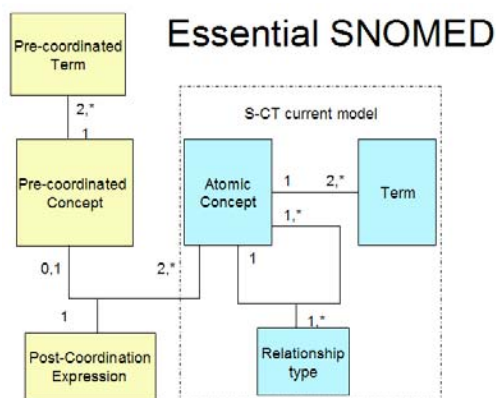 Essential SNOMED
Pre-coordinated
Term
2,*
1
Pre-coordinated
Concept
0,1
1
Post-Coordination
Expression
S-CT current model
Atomic
Concept
1
2,*
Term
1,*
1
2,*
1,*
Relationship
type